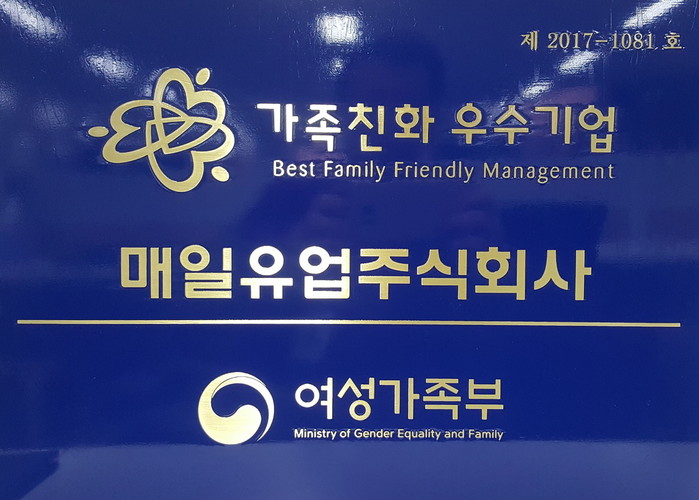 제 2017-1081 호
가족친화 우수기업
Best Family Friendly Management
매일유업주식회사
여성가족부
Ministry of Gender Equality and Family